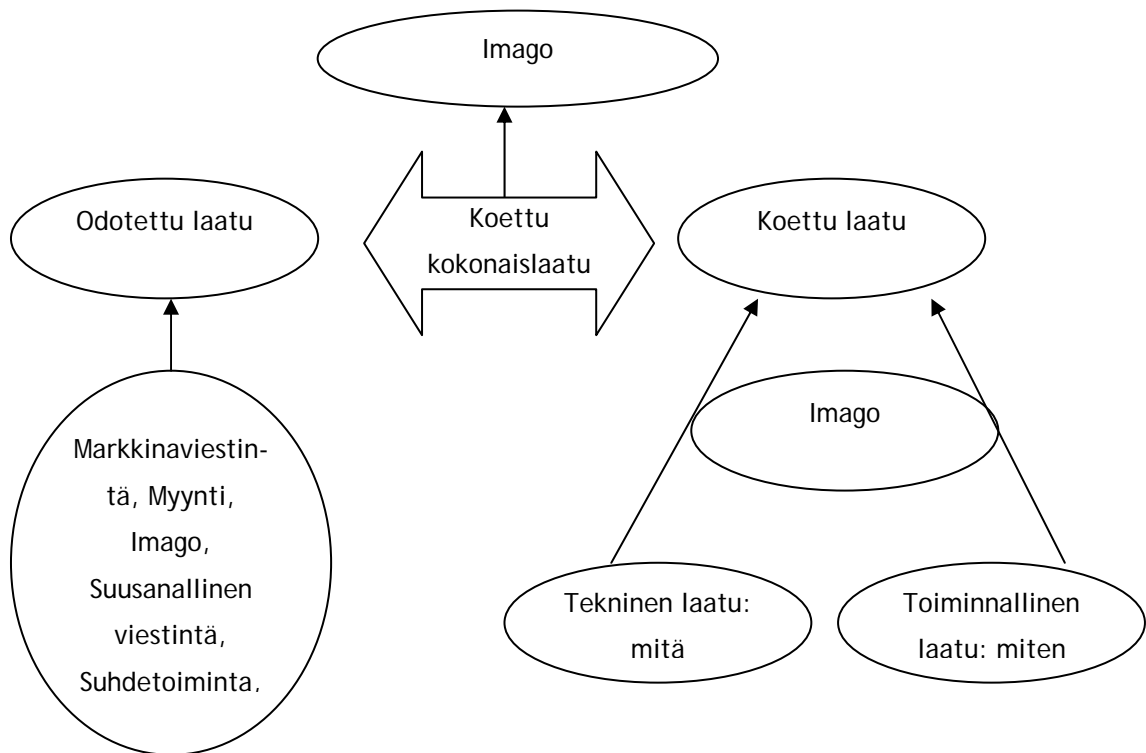 Imago
Odotettu laatu
Koettu
kokonaislaatu
Koettu laatu
Imago
Markkinaviestin-
tä, Myynti,
Imago,
Suusanallinen
viestintä,
Suhdetoiminta,
Tekninen laatu:
mitä
Toiminnallinen
laatu: miten